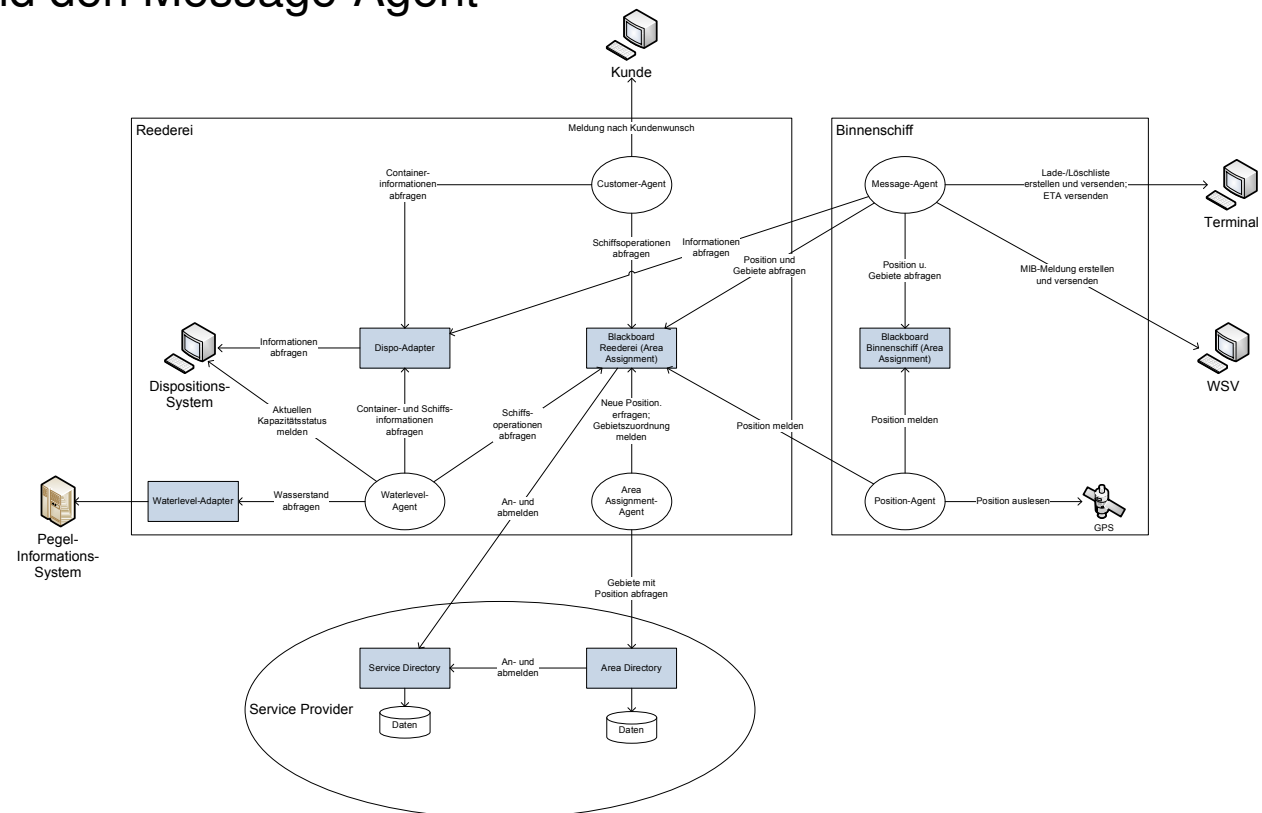 nd den Message-Agent
Kunde
Reederei
Meldung nach Kundenwunsch
Binnenschiff
Container-
informationen
abfragen
Customer-Agent
Message-Agent
Lade-/Löschliste
erstellen und versenden;
ETA versenden
Terminal
Schiffsoperationen
abfragen
Informationen
abfragen
Position und
Gebiete abfragen
Position u.
Gebiete abfragen
MIB-Meldung erstellen
und versenden
Dispositions-
System
Informationen
abfragen
Dispo-Adapter
Blackboard
Reederei (Area
Assignment)
Blackboard
Binnenschiff (Area
Assignment)
WSV
Aktuellen
Kapazitätsstatus
melden
Container- und Schiffs-
informationen
abfragen
Schiffs-
operationen
abfragen
Neue Position.
erfragen;
Gebietszuordnung
melden
Position melden
Position melden
Pegel-
Informations-
System
Waterlevel-Adapter
Wasserstand
abfragen
Waterlevel-
Agent
An- und
abmelden
Area
Assignment-
Agent
Position-Agent
Position auslesen
GPS
Gebiete mit
Position abfragen
Service Provider
Service Directory
An- und
abmelden
Area Directory
Daten
Daten